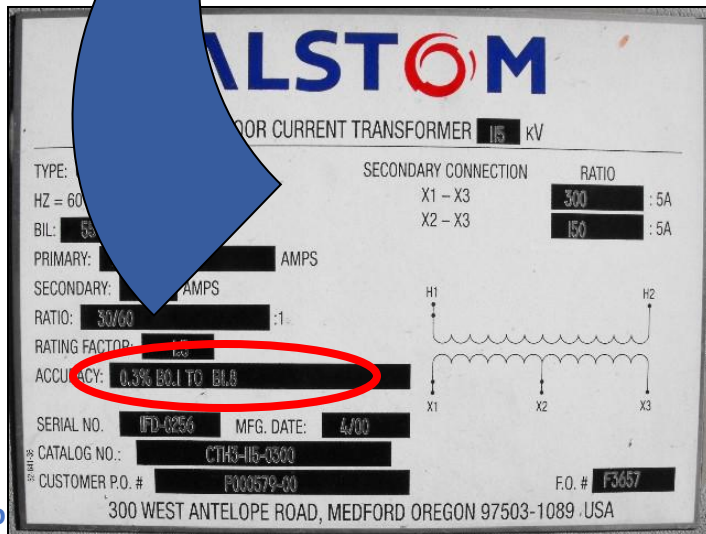 ALSTOM
OOR CURRENT TRANSFORMER 115 KV
TYPE:
SECONDARY CONNECTION RATIO
HZ = 60
X1 – X3 300 : 5A
BIL: 55
X2 – X3 150 : 5A
PRIMARY: AMPS
SECONDARY: AMPS
RATIO: 30/60 :1
H1 H2
RATING FACTOR: 1.5
ACCURACY: 0.3% B0.1 TO B1.8
X1 X2 X3
SERIAL NO. IFD-0256 MFG. DATE: 4/00
CATALOG NO.: CTH3-115-0300
CUSTOMER P.O. # P000579-00 F.O. # F3657
300 WEST ANTELOPE ROAD, MEDFORD OREGON 97503-1089 USA